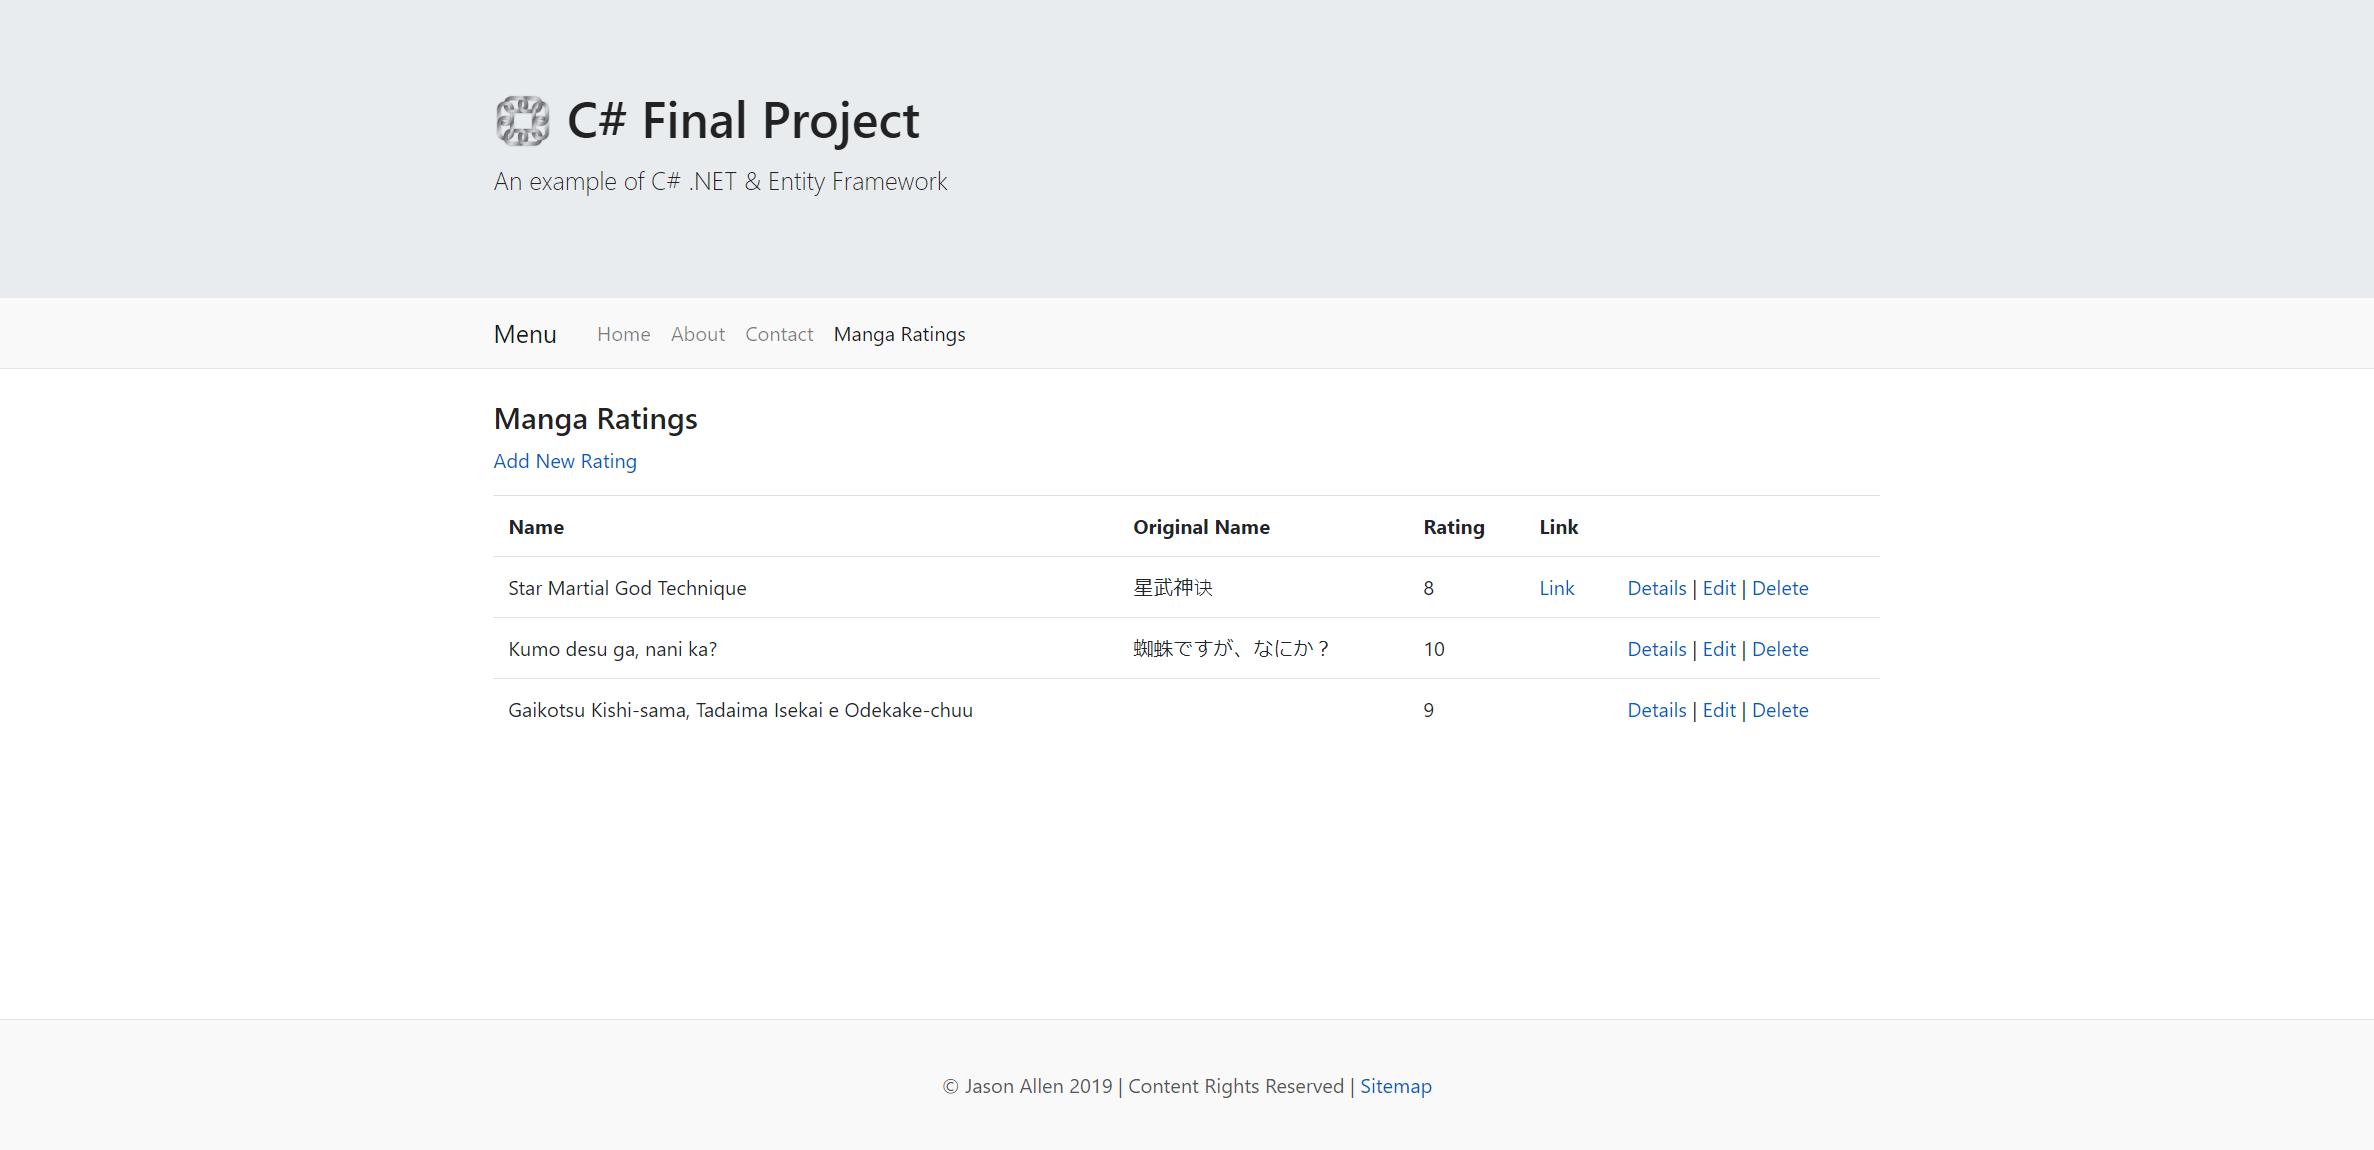 C# Final Project
An example of C# .NET & Entity Framework
Menu Home About Contact Manga Ratings
Manga Ratings
Add New Rating
Name Original Name Rating Link
Star Martial God Technique 星武神诀 8 Link Details | Edit | Delete
Kumo desu ga, nani ka? 蜘蛛ですが、なにか？ 10 Details | Edit | Delete
Gaikotsu Kishi-sama, Tadaima Isekai e Odekake-chuu 9 Details | Edit | Delete
© Jason Allen 2019 | Content Rights Reserved | Sitemap